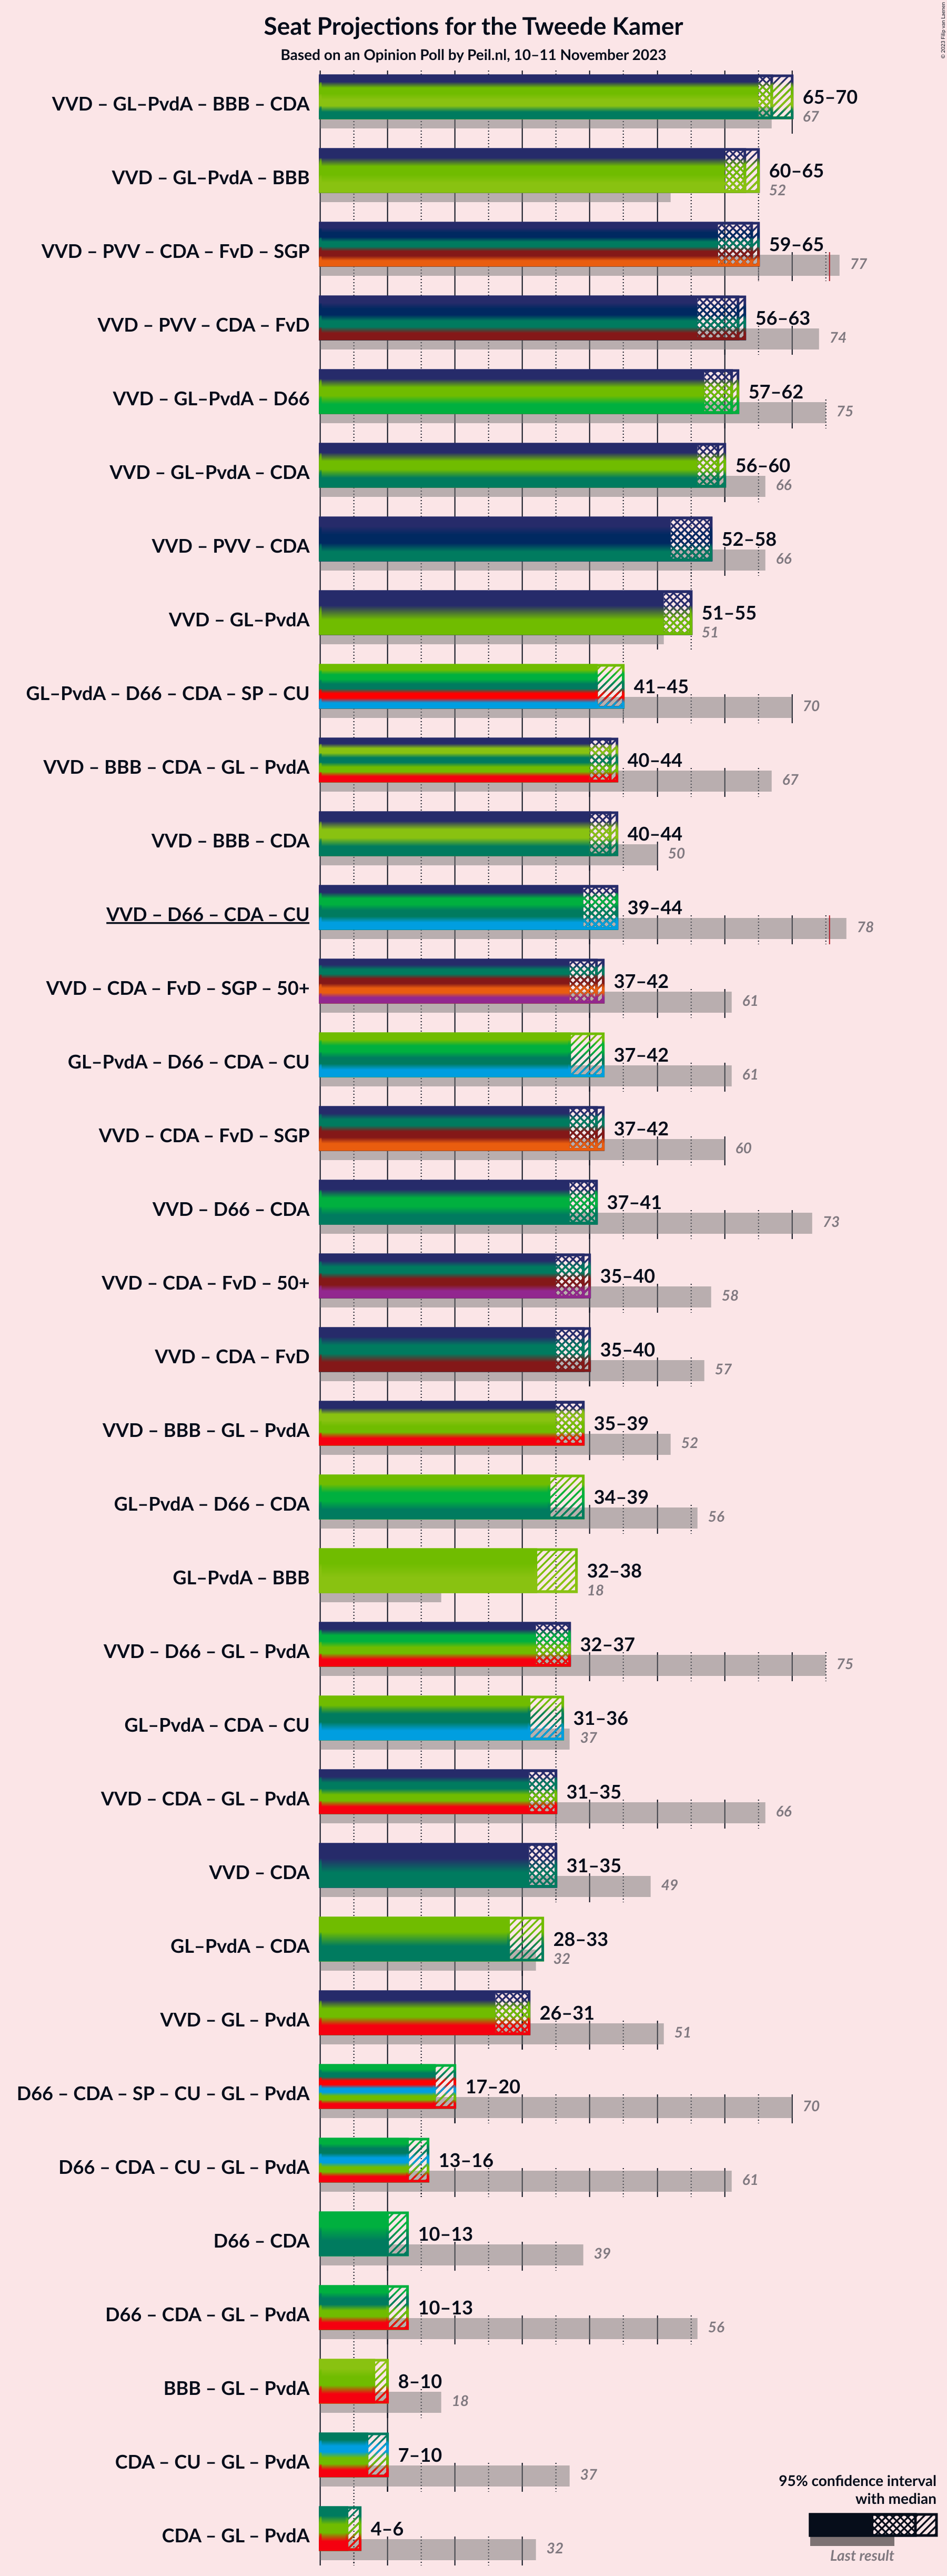 Seat Projections for the Tweede Kamer
Based on an Opinion Poll by Peil.nl, 10–11 November 2023
© 2023 Filip van Laenen
VVD – GL–PvdA – BBB – CDA
65–70
67
VVD – GL–PvdA – BBB
60–65
52
VVD – PVV – CDA – FvD – SGP
59–65
77
VVD – PVV – CDA – FvD
56–63
74
VVD – GL–PvdA – D66
57–62
75
VVD – GL–PvdA – CDA
56–60
66
VVD – PVV – CDA
52–58
66
VVD – GL–PvdA
51–55
51
GL–PvdA – D66 – CDA – SP – CU
41–45
70
VVD – BBB – CDA – GL – PvdA
40–44
67
VVD – BBB – CDA
40–44
50
VVD – D66 – CDA – CU
39–44
78
VVD – CDA – FvD – SGP – 50+
37–42
61
GL–PvdA – D66 – CDA – CU
37–42
61
VVD – CDA – FvD – SGP
37–42
60
VVD – D66 – CDA
37–41
73
VVD – CDA – FvD – 50+
35–40
58
VVD – CDA – FvD
35–40
57
VVD – BBB – GL – PvdA
35–39
52
GL–PvdA – D66 – CDA
34–39
56
GL–PvdA – BBB
32–38
18
VVD – D66 – GL – PvdA
32–37
75
GL–PvdA – CDA – CU
31–36
37
VVD – CDA – GL – PvdA
31–35
66
VVD – CDA
31–35
49
GL–PvdA – CDA
28–33
32
VVD – GL – PvdA
26–31
51
D66 – CDA – SP – CU – GL – PvdA
17–20
70
D66 – CDA – CU – GL – PvdA
13–16
61
D66 – CDA
10–13
39
D66 – CDA – GL – PvdA
10–13
56
BBB – GL – PvdA
8–10
18
CDA – CU – GL – PvdA
7–10
37
CDA – GL – PvdA
4–6
32
95% confidence interval
with median
Last result